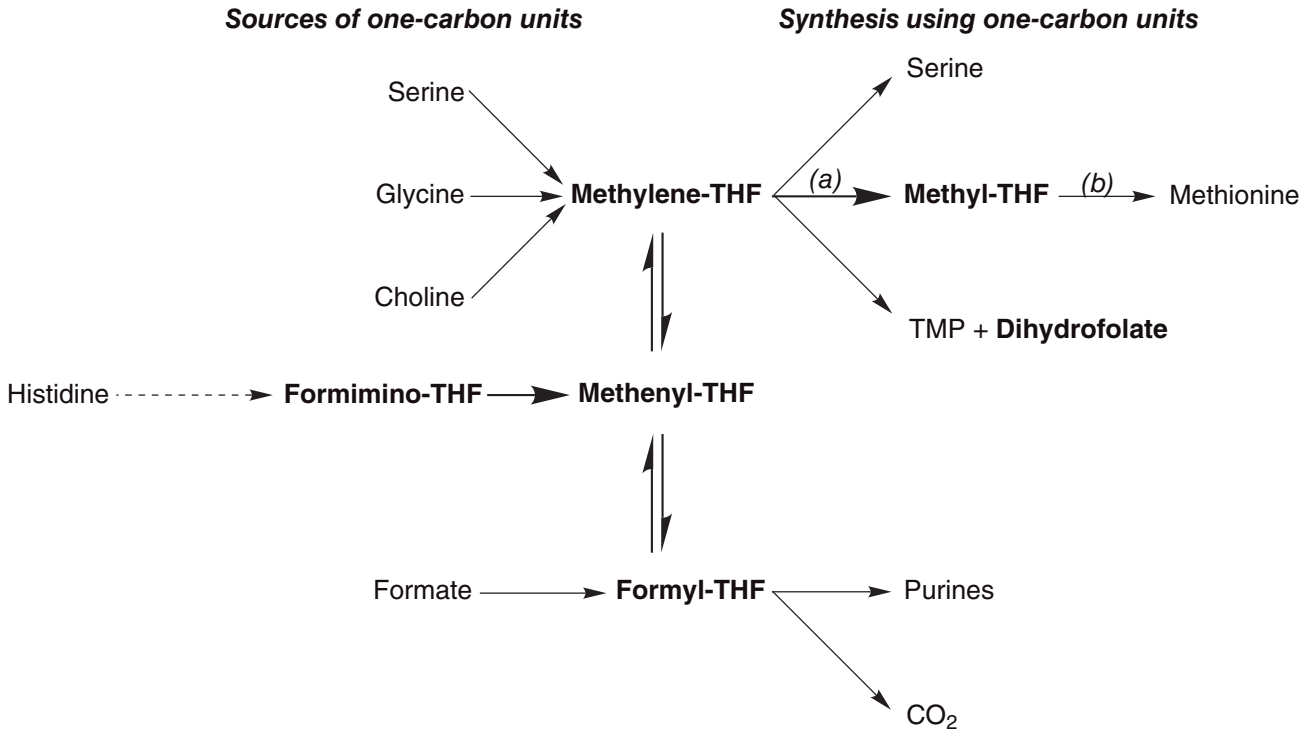 Sources of one-carbon units
Synthesis using one-carbon units
Serine
Serine
Glycine
Methylene-THF
(a)
Methyl-THF
(b)
Methionine
Choline
TMP + Dihydrofolate
Histidine
Formimino-THF
Methenyl-THF
Formate
Formyl-THF
Purines
CO₂